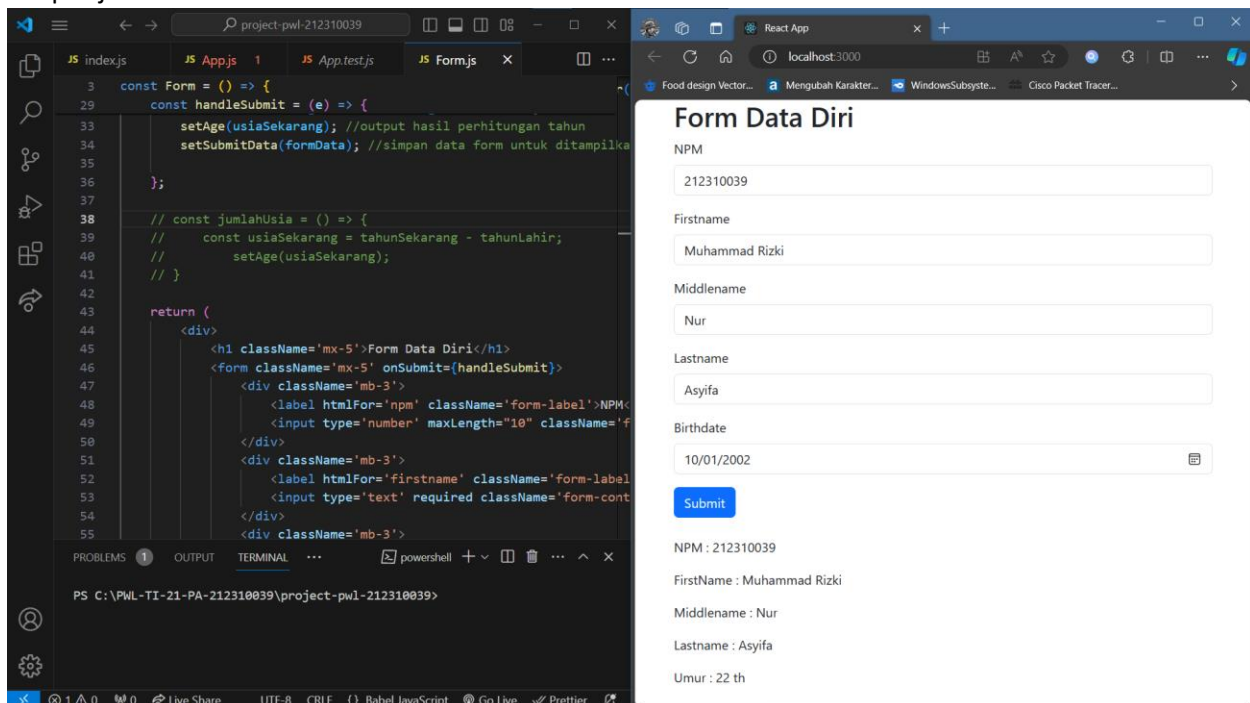 project-pwl-212310039
JS index.js JS App.js 1 JS App.test.js JS Form.js
3 const Form = () => {
29 const handleSubmit = (e) => {
33 setAge(usiaSekarang); //output hasil perhitungan tahun
34 setSubmitData(formData); //simpan data form untuk ditampilka
35
36 };
37
38 // const jumlahUsia = () => {
39 // const usiaSekarang = tahunSekarang - tahunLahir;
40 // setAge(usiaSekarang);
41 // }
42
43 return (
44 <div>
45 <h1 className='mx-5'>Form Data Diri</h1>
46 <form className='mx-5' onSubmit={handleSubmit}>
47 <div className='mb-3'>
48 <label htmlFor='npm' className='form-label'>NPM<
49 <input type='number' maxLength="10" className='f
50 </div>
51 <div className='mb-3'>
52 <label htmlFor='firstname' className='form-label
53 <input type='text' required className='form-cont
54 </div>
55 <div className='mb-3'>
PROBLEMS 1 OUTPUT TERMINAL ... powershell
PS C:\PWL-TI-21-PA-212310039\project-pwl-212310039>
1 0 0 Live Share UTF-8 CRLF {} Babel JavaScript Go Live Prettier
React App
localhost:3000
Food design Vector... Mengubah Karakter... WindowsSubsyste... Cisco Packet Tracer...
Form Data Diri
NPM
212310039
Firstname
Muhammad Rizki
Middlename
Nur
Lastname
Asyifa
Birthdate
10/01/2002
Submit
NPM : 212310039
FirstName : Muhammad Rizki
Middlename : Nur
Lastname : Asyifa
Umur : 22 th